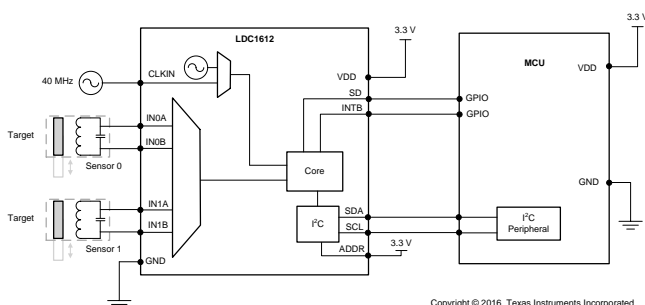 3.3 V
3.3 V
LDC1612
MCU
40 MHz
CLKIN
VDD
VDD
SD
GPIO
INTB
GPIO
IN0A
Target
IN0B
Sensor 0
Core
GND
IN1A
Target
IN1B
Sensor 1
I²C
SDA
SCL
I²C
Peripheral
ADDR
3.3 V
GND
Copyright © 2016, Texas Instruments Incorporated